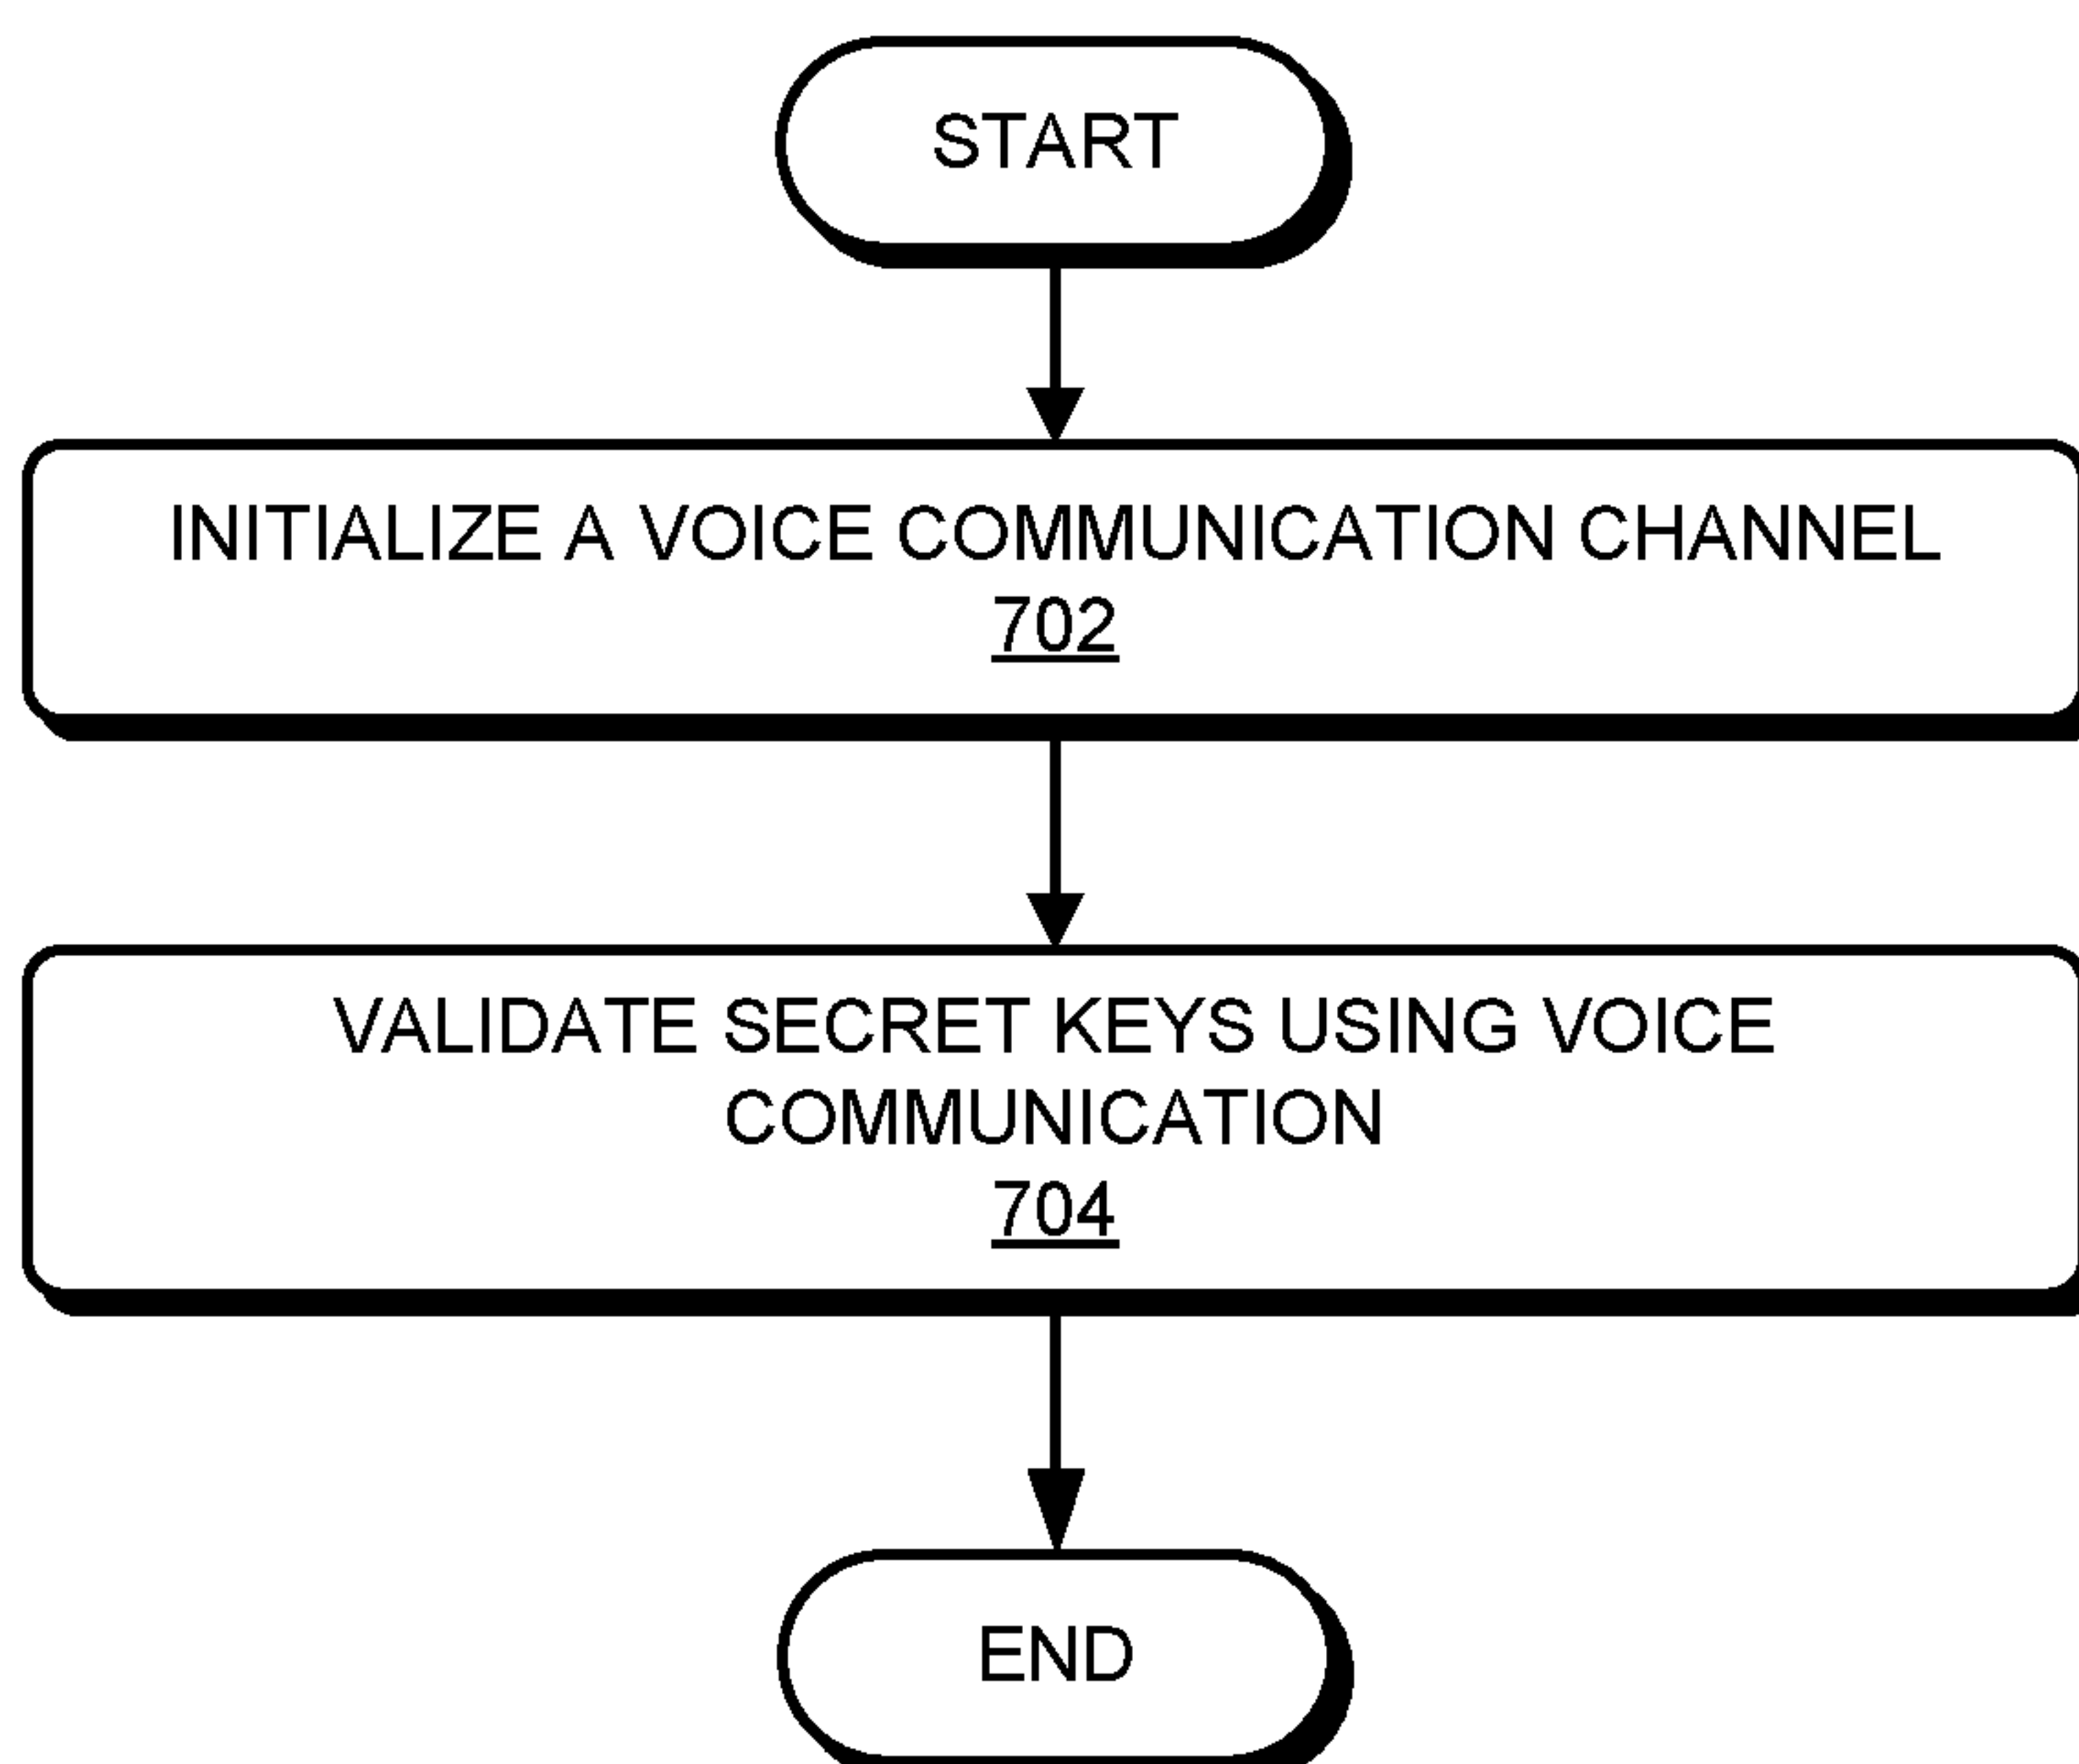 START
INITIALIZE A VOICE COMMUNICATION CHANNEL
702
VALIDATE SECRET KEYS USING VOICE
COMMUNICATION
704
END